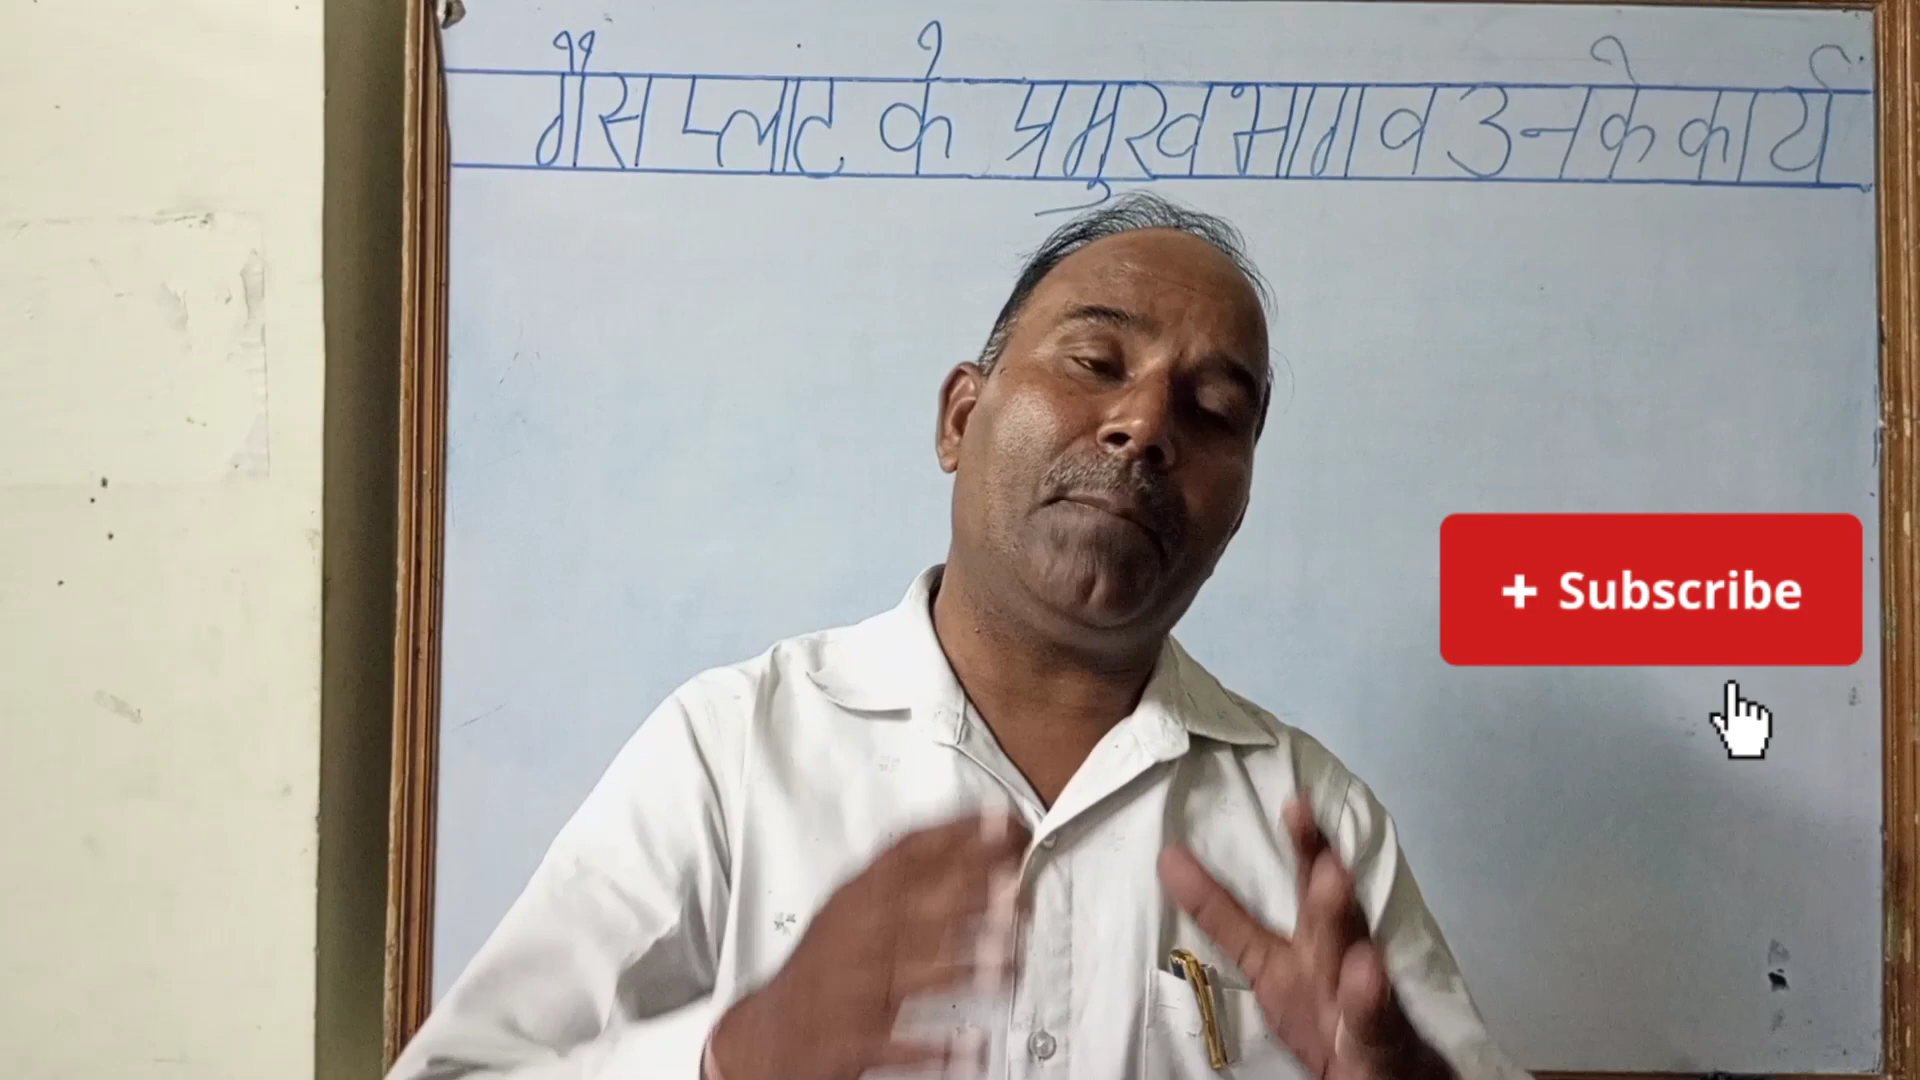 गैस प्लाट के प्रमुख भाग व उनके कार्य
+ Subscribe